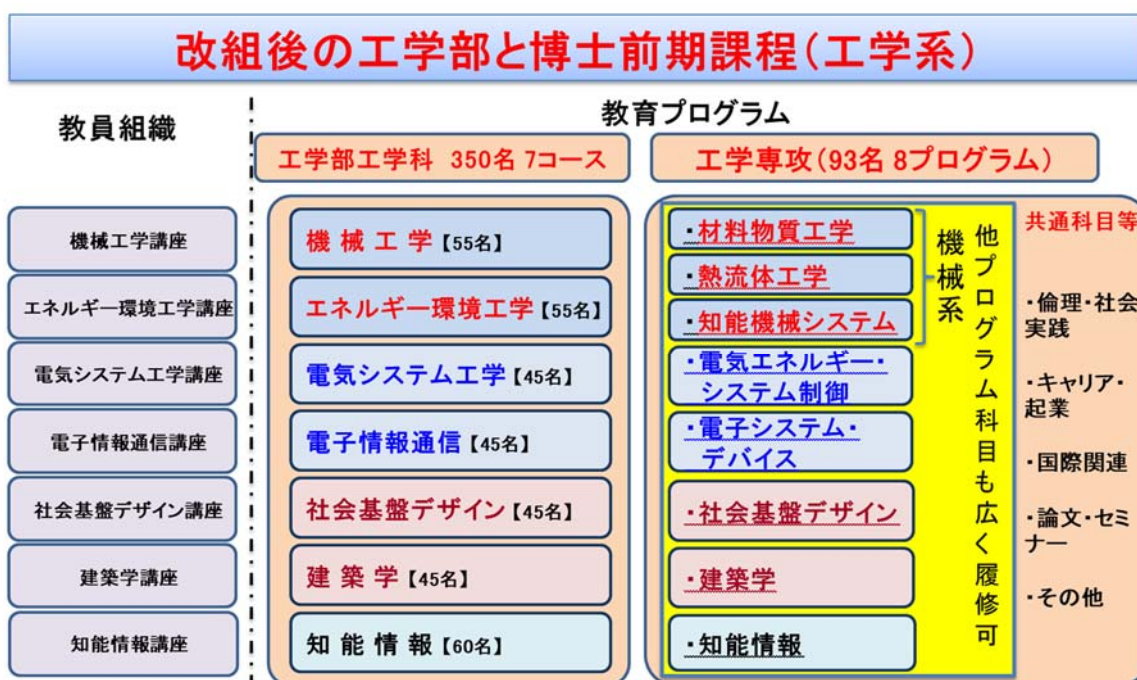 改組後の工学部と博士前期課程(工学系)
教員組織
教育プログラム
工学部工学科 350名 7コース
工学専攻(93名 8プログラム)
機械工学講座
エネルギー環境工学講座
電気システム工学講座
電子情報通信講座
社会基盤デザイン講座
建築学講座
知能情報講座
機 械 工 学【55名】
エネルギー環境工学【55名】
電気システム工学【45名】
電子情報通信【45名】
社会基盤デザイン【45名】
建 築 学【45名】
知 能 情 報【60名】
・材料物質工学
・熱流体工学
・知能機械システム
・電気エネルギー・
システム制御
・電子システム・
デバイス
・社会基盤デザイン
・建築学
・知能情報
機械系
他プログラム科目も広く履修可
共通科目等
・倫理・社会
実践
・キャリア・
起業
・国際関連
・論文・セミ
ナー
・その他